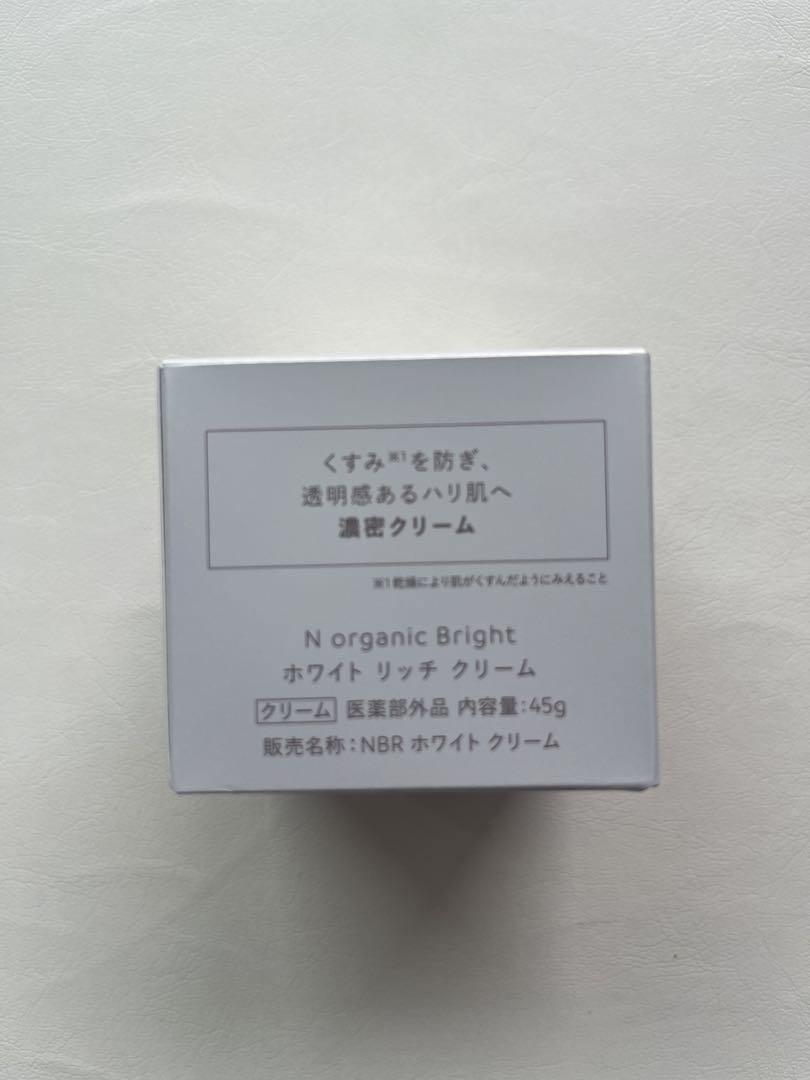 くすみ※1を防ぎ、
透明感あるハリ肌へ
濃密クリーム
※1乾燥により肌がくすんだようにみえること
N organic Bright
ホワイト リッチ クリーム
クリーム 医薬部外品 内容量:45g
販売名称:NBR ホワイト クリーム